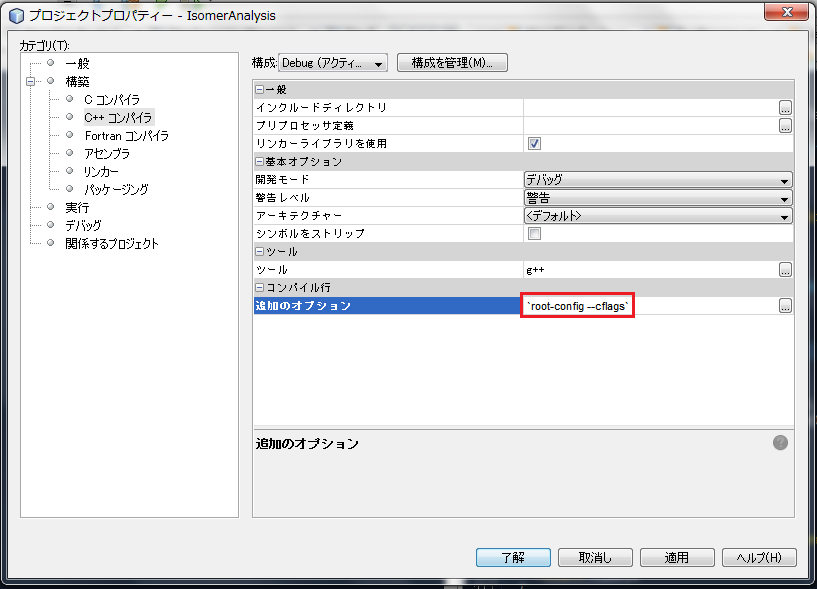 プロジェクトプロパティー - IsomerAnalysis
カテゴリ(T):
一般
構築
C コンパイラ
C++ コンパイラ
Fortran コンパイラ
アセンブラ
リンカー
パッケージング
実行
デバッグ
関係するプロジェクト
構成: Debug (アクティ... 構成を管理(M)...
一般
インクルードディレクトリ ...
プリプロセッサ定義 ...
リンカーライブラリを使用
基本オプション
開発モード デバッグ
警告レベル 警告
アーキテクチャー <デフォルト>
シンボルをストリップ
ツール
ツール g++ ...
コンパイル行
追加のオプション `root-config --cflags` ...
追加のオプション
?
了解 取消し 適用 ヘルプ(H)